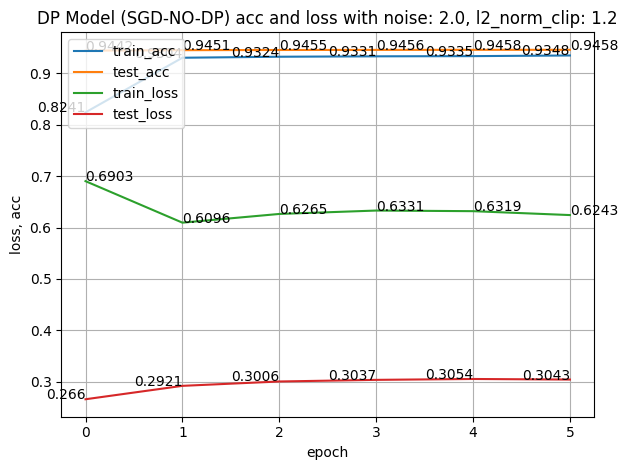 DP Model (SGD-NO-DP) acc and loss with noise: 2.0, l2_norm_clip: 1.2
train_acc
test_acc
train_loss
test_loss
0.9442 0.9451 0.9455 0.9456 0.9458 0.9458
0.8241 0.9324 0.9331 0.9335 0.9348
0.6903 0.6096 0.6265 0.6331 0.6319 0.6243
0.266 0.2921 0.3006 0.3037 0.3054 0.3043
0.9
0.8
0.7
0.6
0.5
0.4
0.3
loss, acc
0 1 2 3 4 5
epoch